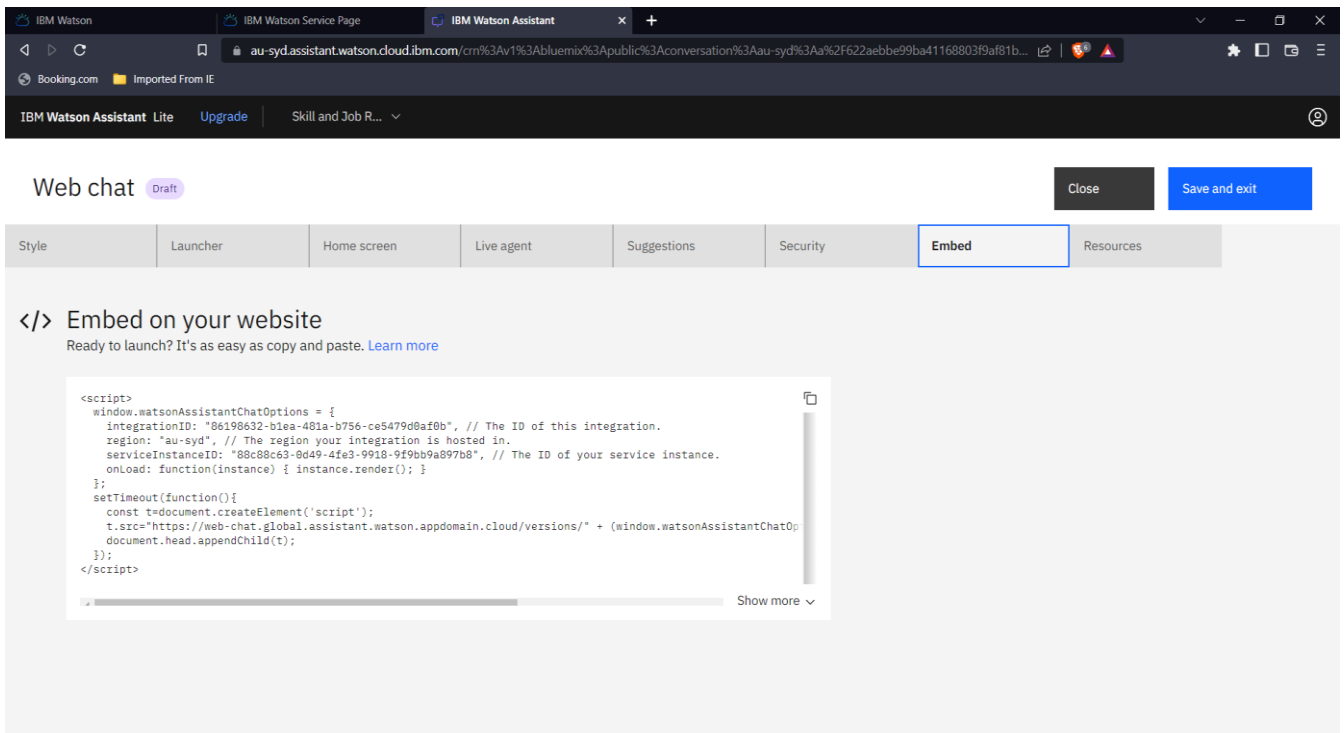 IBM Watson
IBM Watson Service Page
IBM Watson Assistant
au-syd.assistant.watson.cloud.ibm.com/crn%3Av1%3Abluemix%3Apublic%3Aconversation%3Aau-syd%3Aa%2F622aebbe99ba41168803f9af81b...
Booking.com
Imported From IE
IBM Watson Assistant Lite
Upgrade
Skill and Job R...
Web chat
Draft
Close
Save and exit
Style
Launcher
Home screen
Live agent
Suggestions
Security
Embed
Resources
</> Embed on your website
Ready to launch? It's as easy as copy and paste. Learn more
<script>
window.watsonAssistantChatOptions = {
integrationID: "86198632-b1ea-481a-b756-ce5479d0af0b", // The ID of this integration.
region: "au-syd", // The region your integration is hosted in.
serviceInstanceID: "88c88c63-0d49-4fe3-9918-9f9bb9a897b8", // The ID of your service instance.
onLoad: function(instance) { instance.render(); }
};
setTimeout(function(){
const t=document.createElement('script');
t.src="https://web-chat.global.assistant.watson.appdomain.cloud/versions/" + (window.watsonAssistantChatOp
document.head.appendChild(t);
});
</script>
Show more